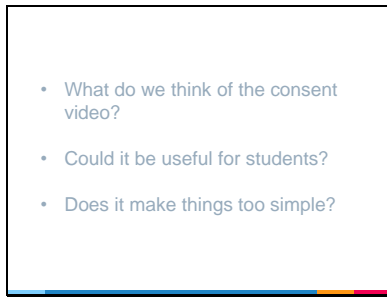 • What do we think of the consent
video?
• Could it be useful for students?
• Does it make things too simple?